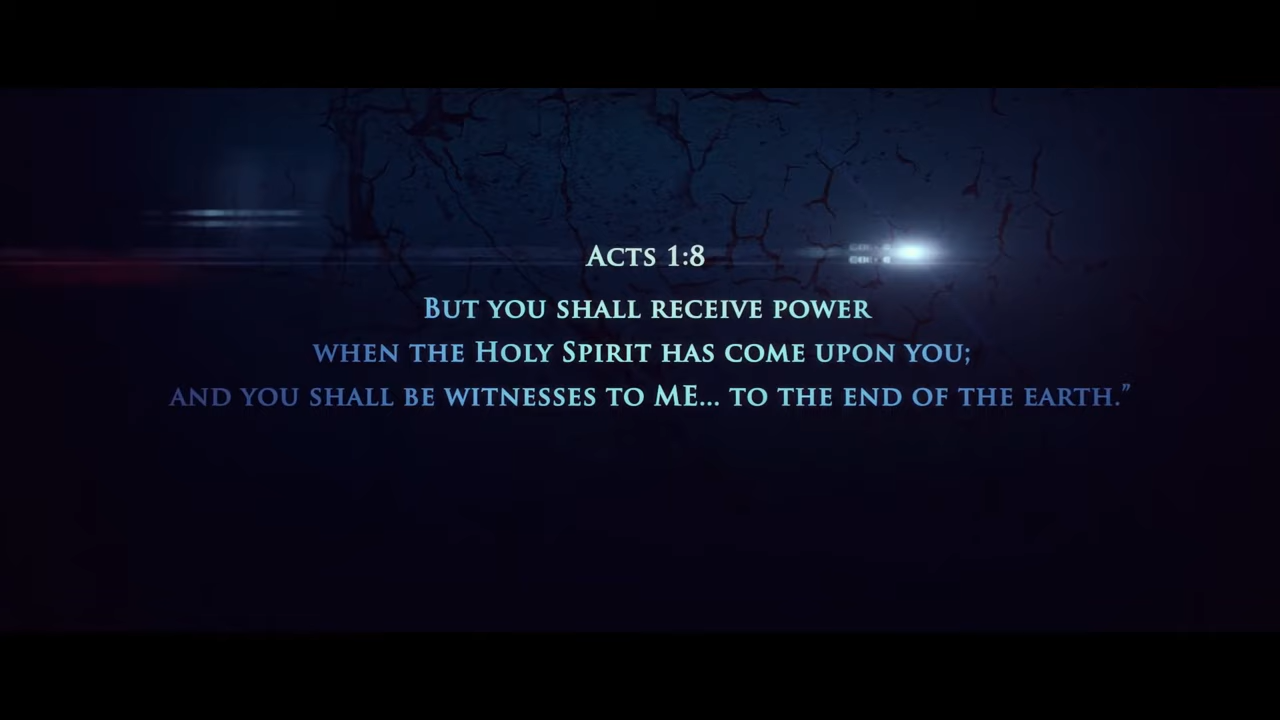 Acts 1:8
But you shall receive power
when the Holy Spirit has come upon you;
and you shall be witnesses to ME... to the end of the earth.”